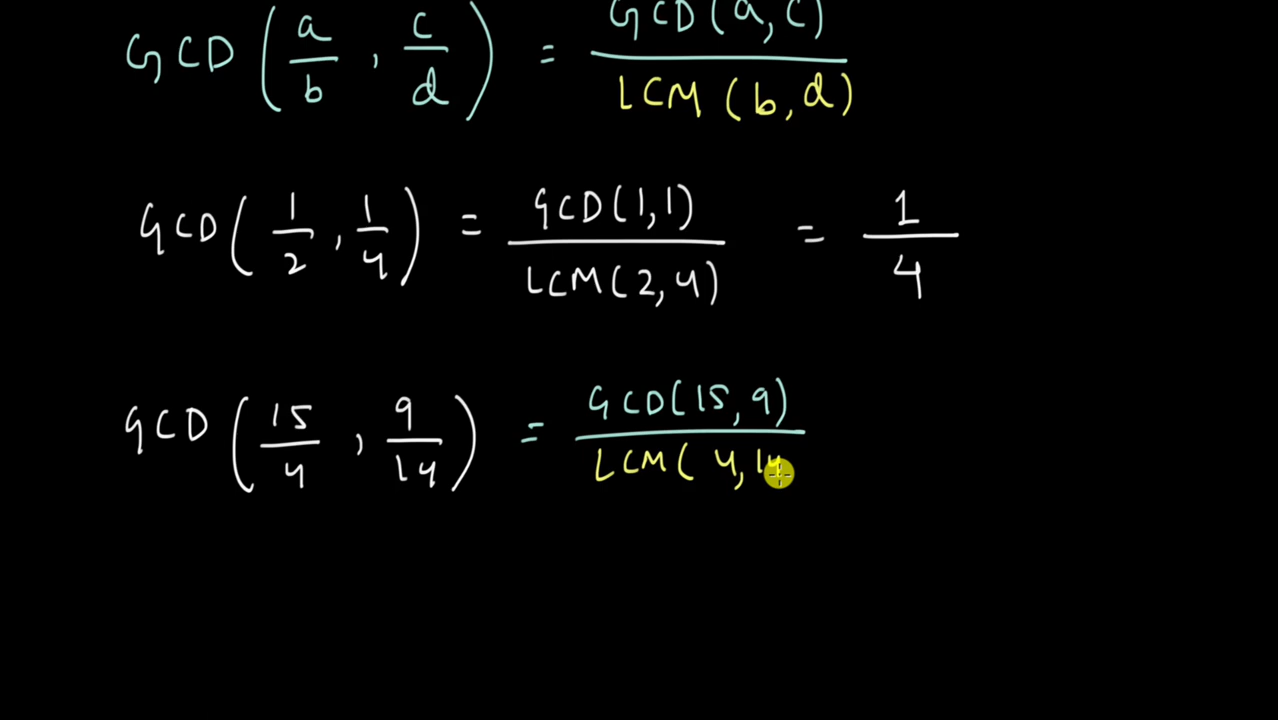 GCD ( a/b , c/d ) = GCD(a,c) / LCM (b,d)
GCD ( 1/2 , 1/4 ) = GCD(1,1) / LCM(2,4) = 1/4
GCD ( 15/4 , 9/14 ) = GCD(15,9) / LCM( 4,14